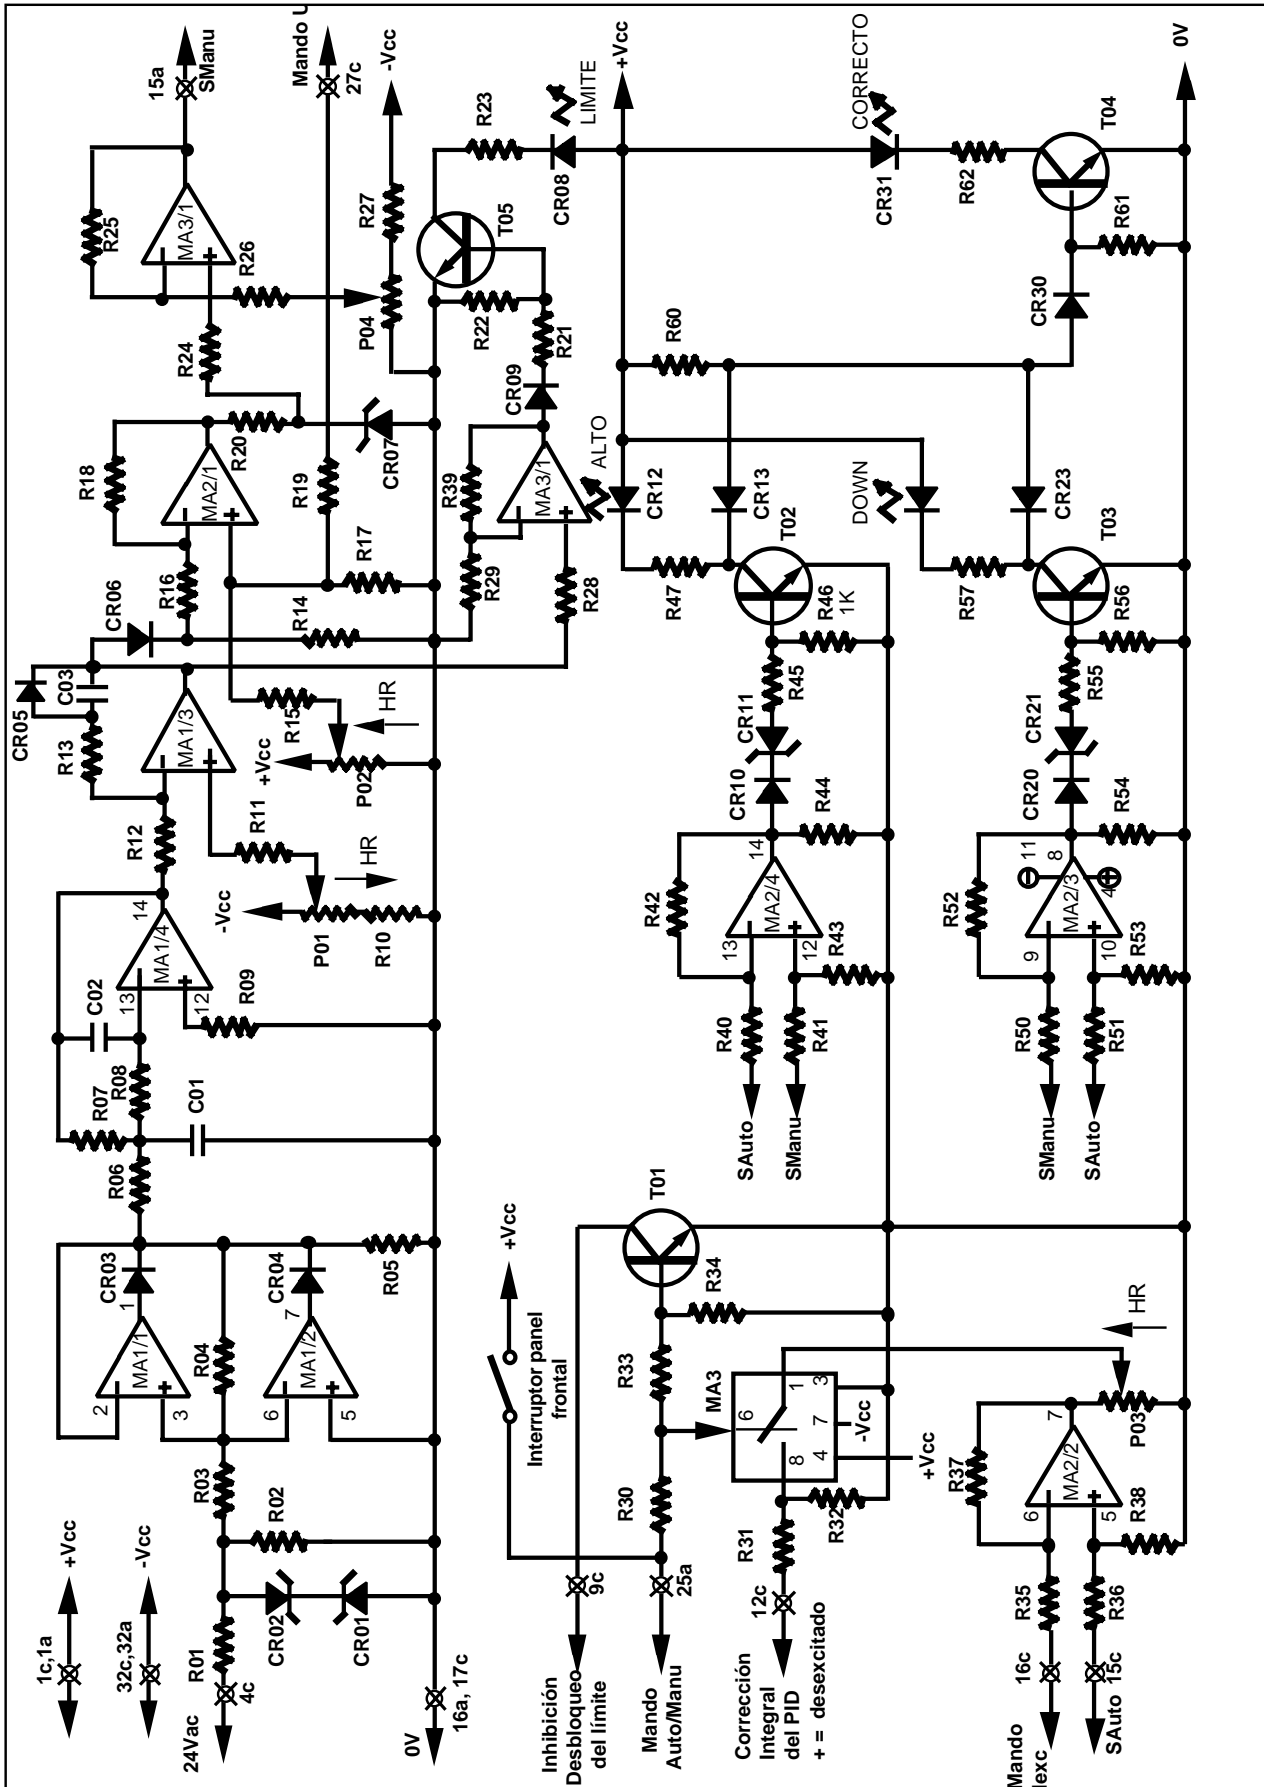 15a
SManu
Mando U
27c
-Vcc
R23
LIMITE
CR08
+Vcc
CORRECTO
CR31
R62
T04
0V
R25
MA3/1
R26
R27
T05
R61
R24
P04
R22
R21
R60
CR30
R18
MA2/1
R20
R19
CR07
CR09
R39
MA3/1
ALTO
CR12
CR13
DOWN
CR23
R16
R17
R29
R28
R47
T02
R57
T03
CR06
R14
R46
1K
R56
CR05
C03
R13
MA1/3
R15
HR
+Vcc
P02
R45
CR11
CR10
R55
CR21
CR20
R12
R11
HR
-Vcc
P01
R10
R44
R54
14
MA1/4
13
12
C02
R09
R42
14
MA2/4
13
12
R43
R52
11
8
MA2/3
4
9
10
R53
R07
R08
C01
R40
R41
SAuto
SManu
R50
R51
SManu
SAuto
R06
T01
CR03
1
MA1/1
2
3
R04
CR04
7
MA1/2
6
5
R05
+Vcc
Interruptor panel
frontal
R34
R33
MA3
6
1
3
8
4
7
-Vcc
+Vcc
HR
P03
R03
R02
R30
R31
R32
R37
7
MA2/2
6
5
R38
+Vcc
1c,1a
-Vcc
32c,32a
R01
4c
24Vac
CR02
CR01
0V
16a, 17c
9c
Inhibición
Desbloqueo
del límite
25a
Mando
Auto/Manu
12c
Corrección
Integral
del PID
+ = desexcitado
R35
R36
16c
15c
Mando
SAuto